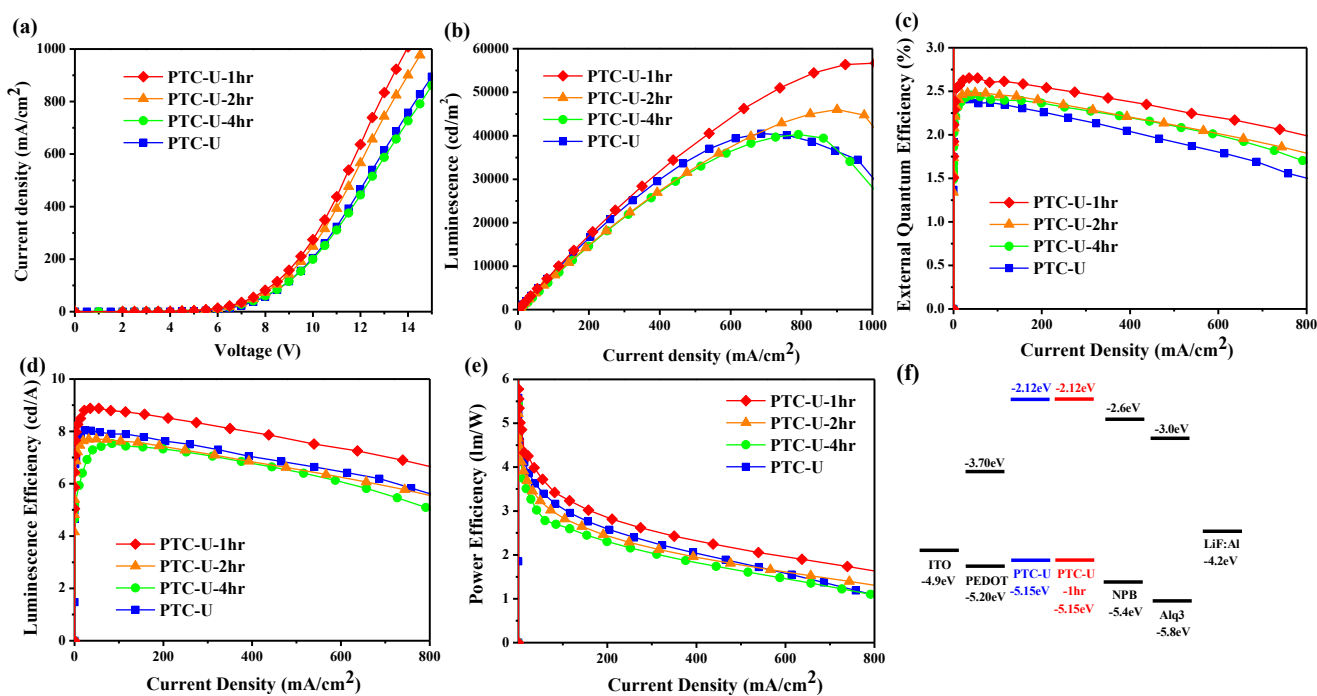 (a)
Current density (mA/cm2)
1000
800
600
400
200
0
PTC-U-1hr
PTC-U-2hr
PTC-U-4hr
PTC-U
0 2 4 6 8 10 12 14
Voltage (V)
(b)
Luminescence (cd/m2)
60000
50000
40000
30000
20000
10000
0
PTC-U-1hr
PTC-U-2hr
PTC-U-4hr
PTC-U
0 200 400 600 800 1000
Current density (mA/cm2)
(c)
External Quantum Efficiency (%)
3.0
2.5
2.0
1.5
1.0
0.5
0.0
PTC-U-1hr
PTC-U-2hr
PTC-U-4hr
PTC-U
0 200 400 600 800
Current Density (mA/cm2)
(d)
Luminescence Efficiency (cd/A)
10
8
6
4
2
0
PTC-U-1hr
PTC-U-2hr
PTC-U-4hr
PTC-U
0 200 400 600 800
Current Density (mA/cm2)
(e)
Power Efficiency (lm/W)
6
5
4
3
2
1
0
PTC-U-1hr
PTC-U-2hr
PTC-U-4hr
PTC-U
0 200 400 600 800
Current Density (mA/cm2)
(f)
-2.12eV -2.12eV
-2.6eV
-3.0eV
-3.70eV
LiF:Al
-4.2eV
ITO
-4.9eV
PEDOT
-5.20eV
PTC-U
-5.15eV
PTC-U
-1hr
-5.15eV
NPB
-5.4eV
Alq3
-5.8eV